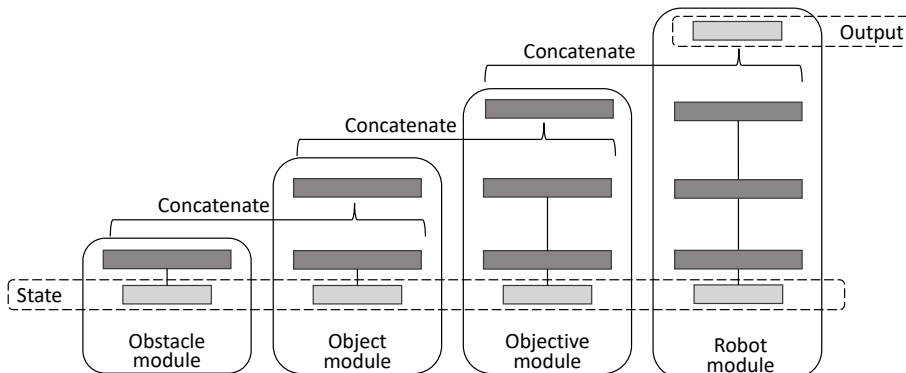 Output
Concatenate
Concatenate
Concatenate
State
Obstacle
module
Object
module
Objective
module
Robot
module